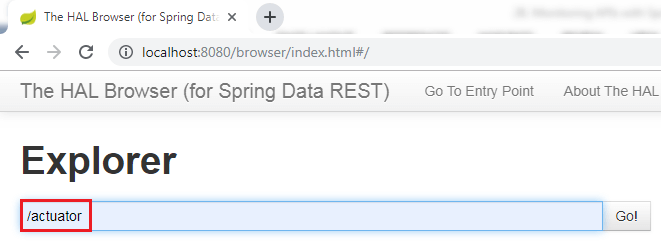 The HAL Browser (for Spring Dat
localhost:8080/browser/index.html#/
The HAL Browser (for Spring Data REST) Go To Entry Point About The HAL
Explorer
/actuator Go!